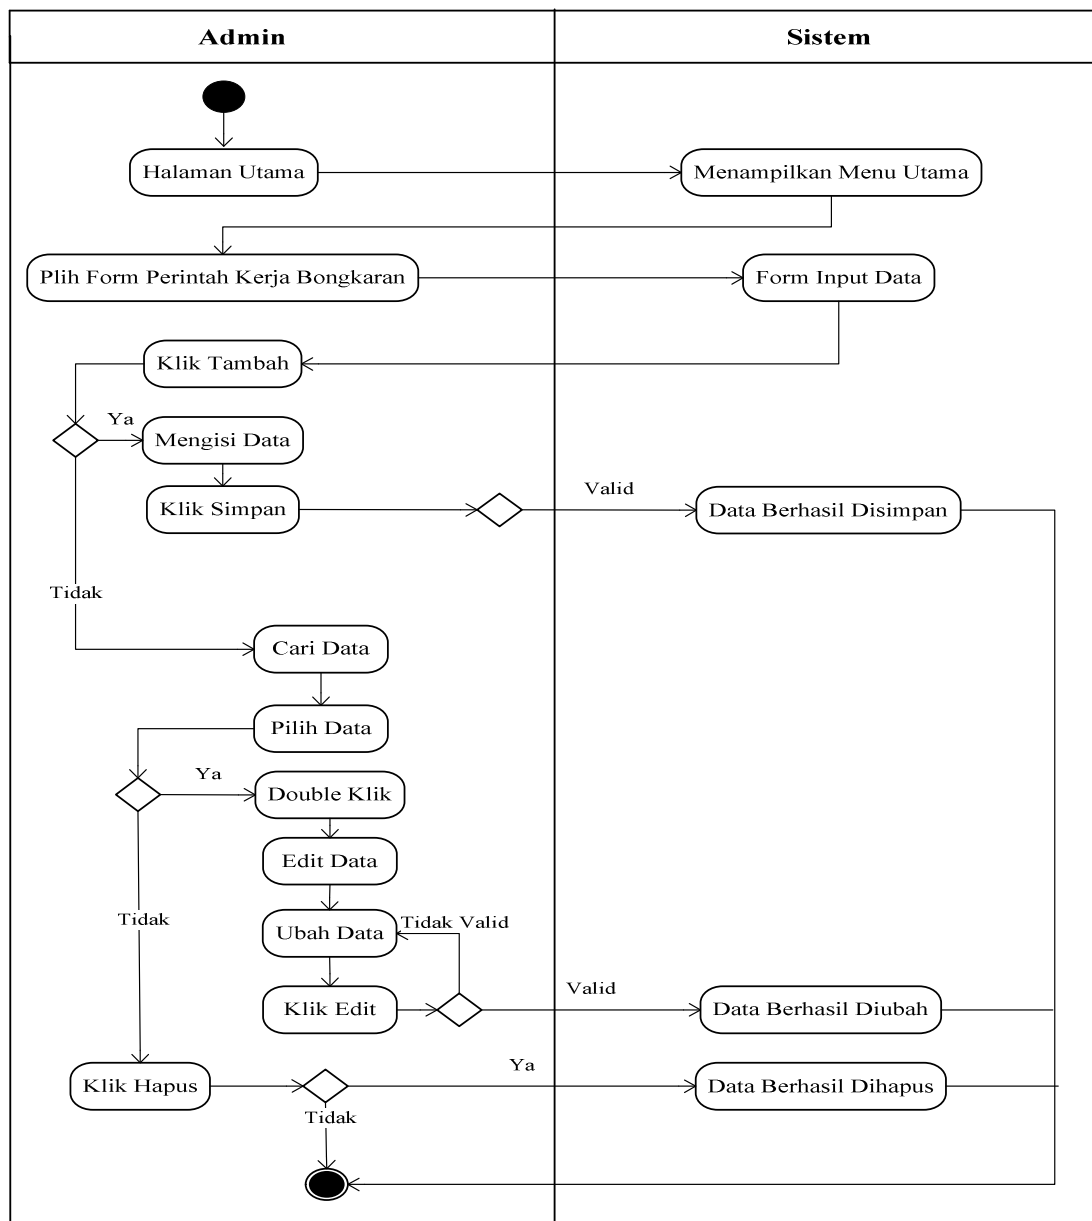 Admin
Sistem
Halaman Utama
Menampilkan Menu Utama
Plih Form Perintah Kerja Bongkaran
Form Input Data
Klik Tambah
Ya
Mengisi Data
Klik Simpan
Valid
Data Berhasil Disimpan
Tidak
Cari Data
Pilih Data
Ya
Double Klik
Edit Data
Tidak
Ubah Data
Tidak Valid
Klik Edit
Valid
Data Berhasil Diubah
Klik Hapus
Ya
Data Berhasil Dihapus
Tidak